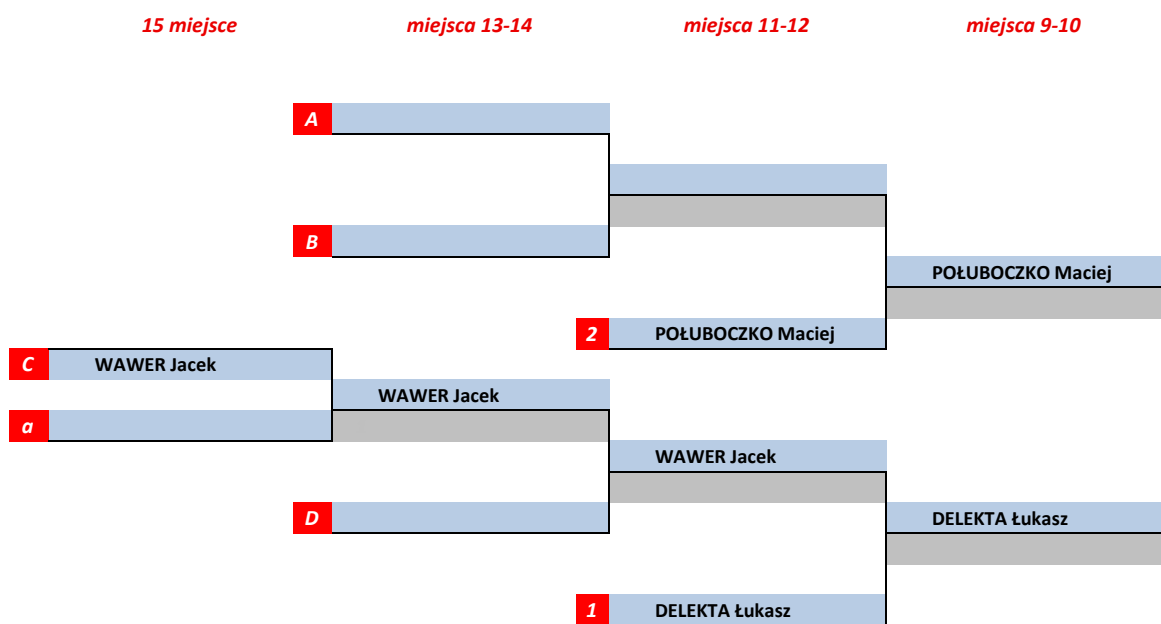 15 miejsce miejsca 13-14 miejsca 11-12 miejsca 9-10
A
B
POŁUBOCZKO Maciej
2 POŁUBOCZKO Maciej
C WAWER Jacek
WAWER Jacek
a
WAWER Jacek
D DELEKTA Łukasz
1 DELEKTA Łukasz